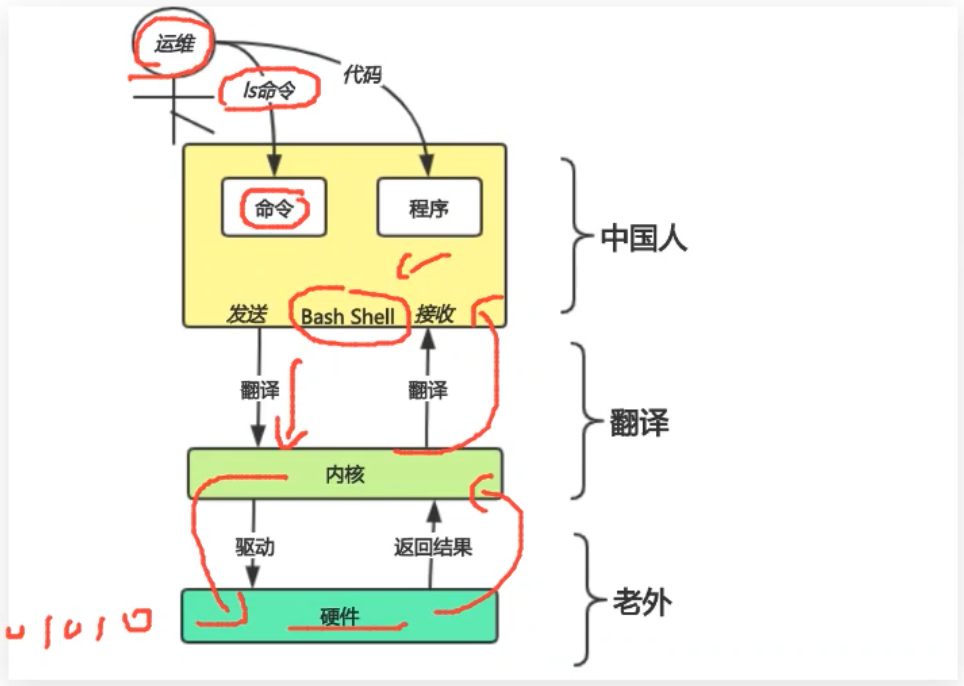 运维
代码
ls命令
命令
程序
中国人
发送
Bash Shell
接收
翻译
翻译
翻译
内核
驱动
返回结果
老外
硬件
01010